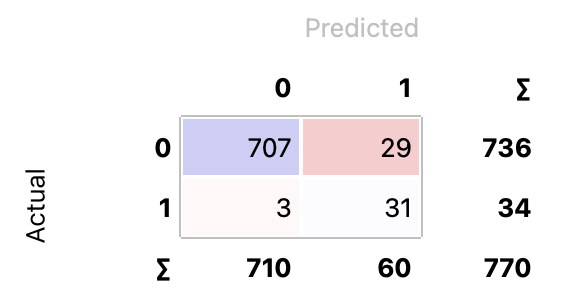 Predicted
0 1 Σ
0 707 29 736
Actual
1 3 31 34
Σ 710 60 770